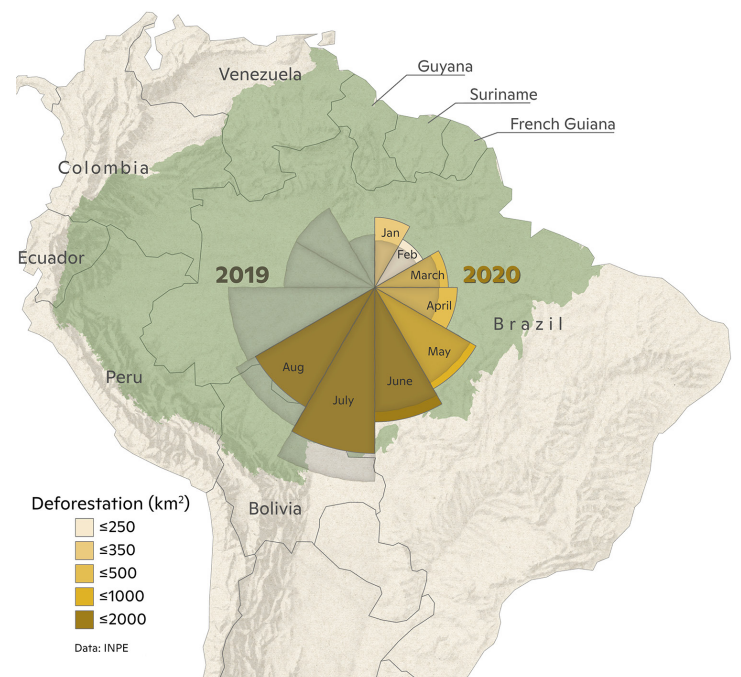 Guyana
Venezuela
Suriname
French Guiana
Colombia
Jan
Feb
Ecuador
2019
March
2020
April
Brazil
May
Aug
Peru
June
July
Deforestation (km²)
Bolivia
≤250
≤350
≤500
≤1000
≤2000
Data: INPE